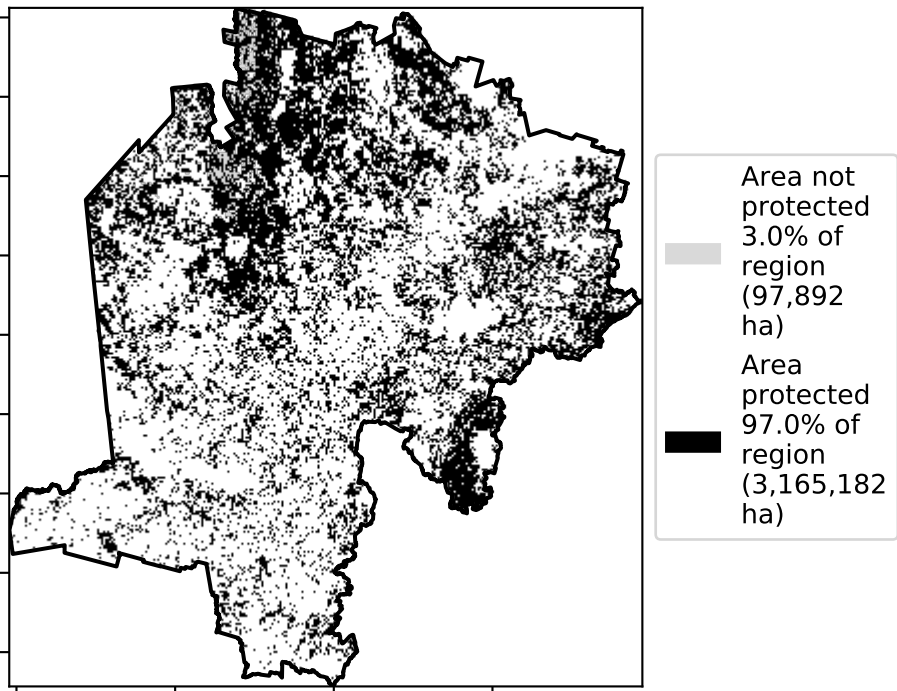 Area not
protected
3.0% of
region
(97,892
ha)
Area
protected
97.0% of
region
(3,165,182
ha)